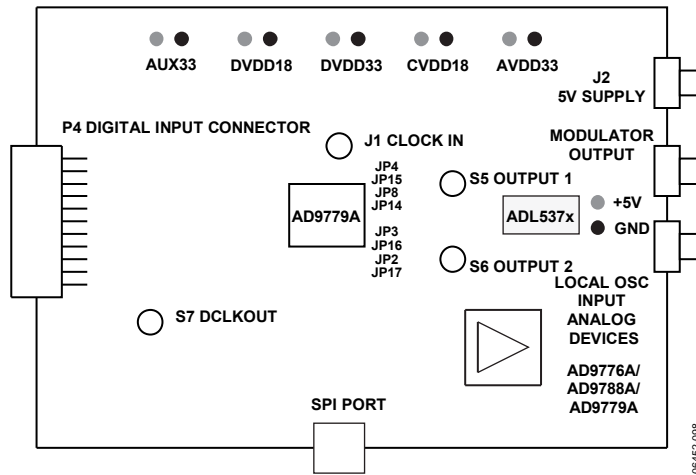 AUX33 DVDD18 DVDD33 CVDD18 AVDD33
J2
5V SUPPLY
P4 DIGITAL INPUT CONNECTOR
J1 CLOCK IN
MODULATOR
OUTPUT
JP4
JP15
JP8
JP14
JP3
JP16
JP2
JP17
AD9779A
S5 OUTPUT 1
ADL537x
+5V
GND
S6 OUTPUT 2
LOCAL OSC
INPUT
ANALOG
DEVICES
AD9776A/
AD9788A/
AD9779A
S7 DCLKOUT
SPI PORT
06452-008